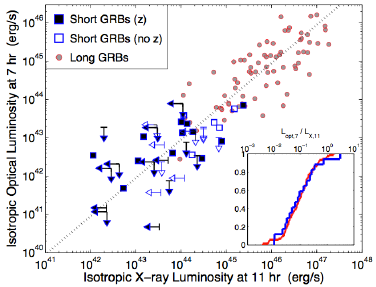 Short GRBs (z)
Short GRBs (no z)
Long GRBs
Isotropic Optical Luminosity at 7 hr (erg/s)
10^46
10^45
10^44
10^43
10^42
10^41
10^40
L_opt,7 / L_X,11
10^-3 10^-2 10^-1 10^0 10^1
1
0.8
0.6
0.4
0.2
0
10^41 10^42 10^43 10^44 10^45 10^46 10^47 10^48
Isotropic X-ray Luminosity at 11 hr (erg/s)